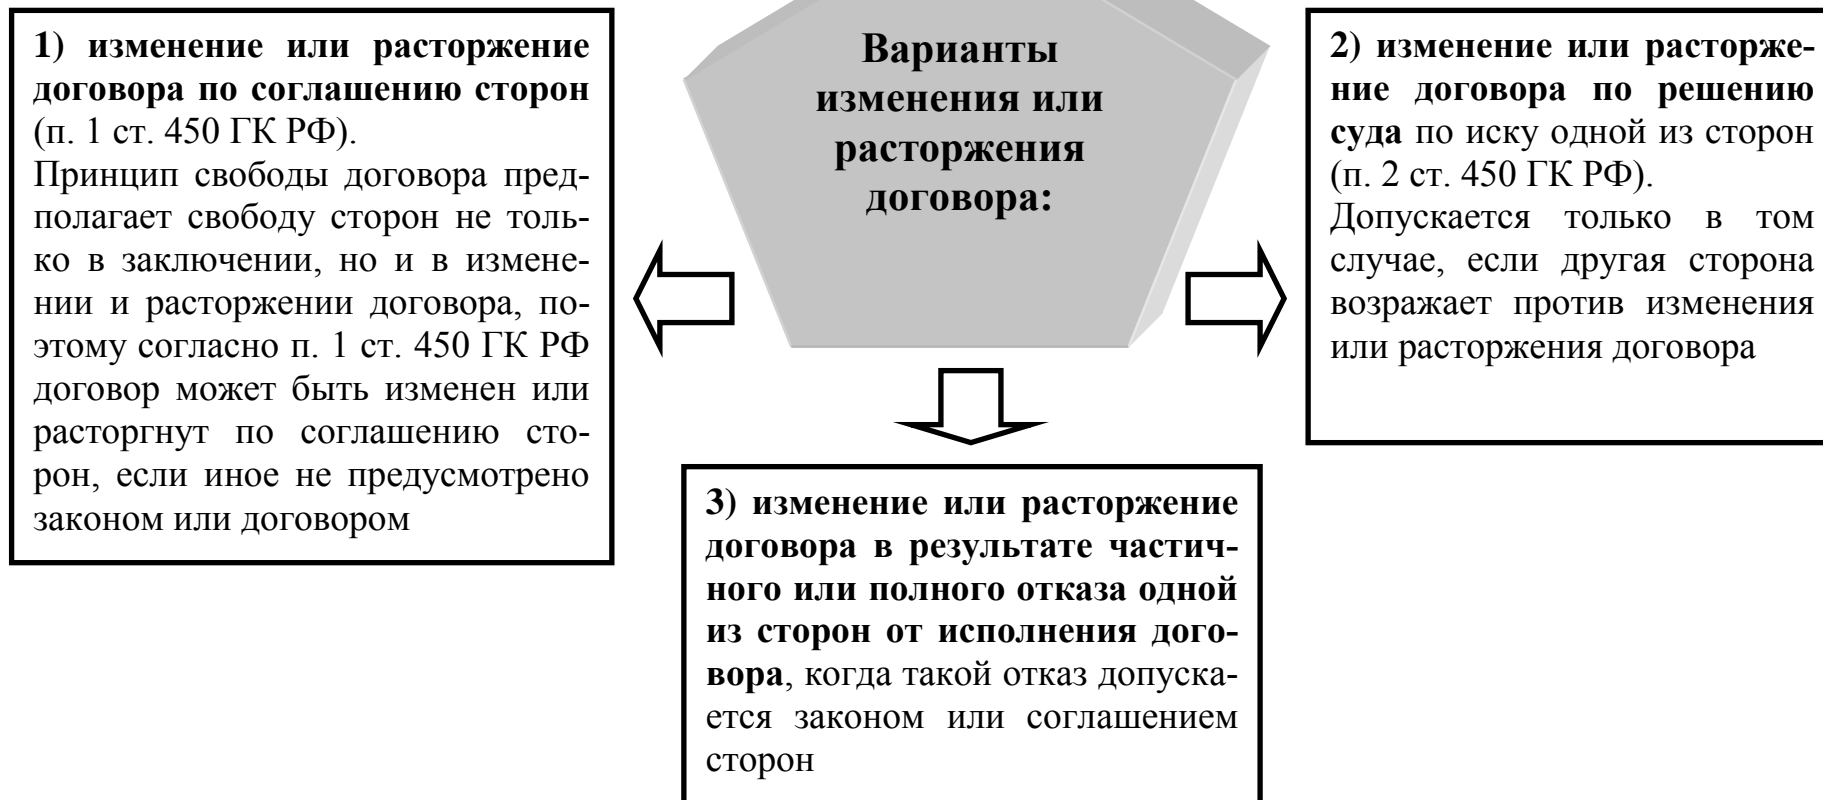 1) изменение или расторжение
договора по соглашению сторон
(п. 1 ст. 450 ГК РФ).
Принцип свободы договора пред-
полагает свободу сторон не толь-
ко в заключении, но и в измене-
нии и расторжении договора, по-
этому согласно п. 1 ст. 450 ГК РФ
договор может быть изменен или
расторгнут по соглашению сто-
рон, если иное не предусмотрено
законом или договором
Варианты
изменения или
расторжения
договора:
2) изменение или расторже-
ние договора по решению
суда по иску одной из сторон
(п. 2 ст. 450 ГК РФ).
Допускается только в том
случае, если другая сторона
возражает против изменения
или расторжения договора
3) изменение или расторжение
договора в результате частич-
ного или полного отказа одной
из сторон от исполнения дого-
вора, когда такой отказ допуска-
ется законом или соглашением
сторон